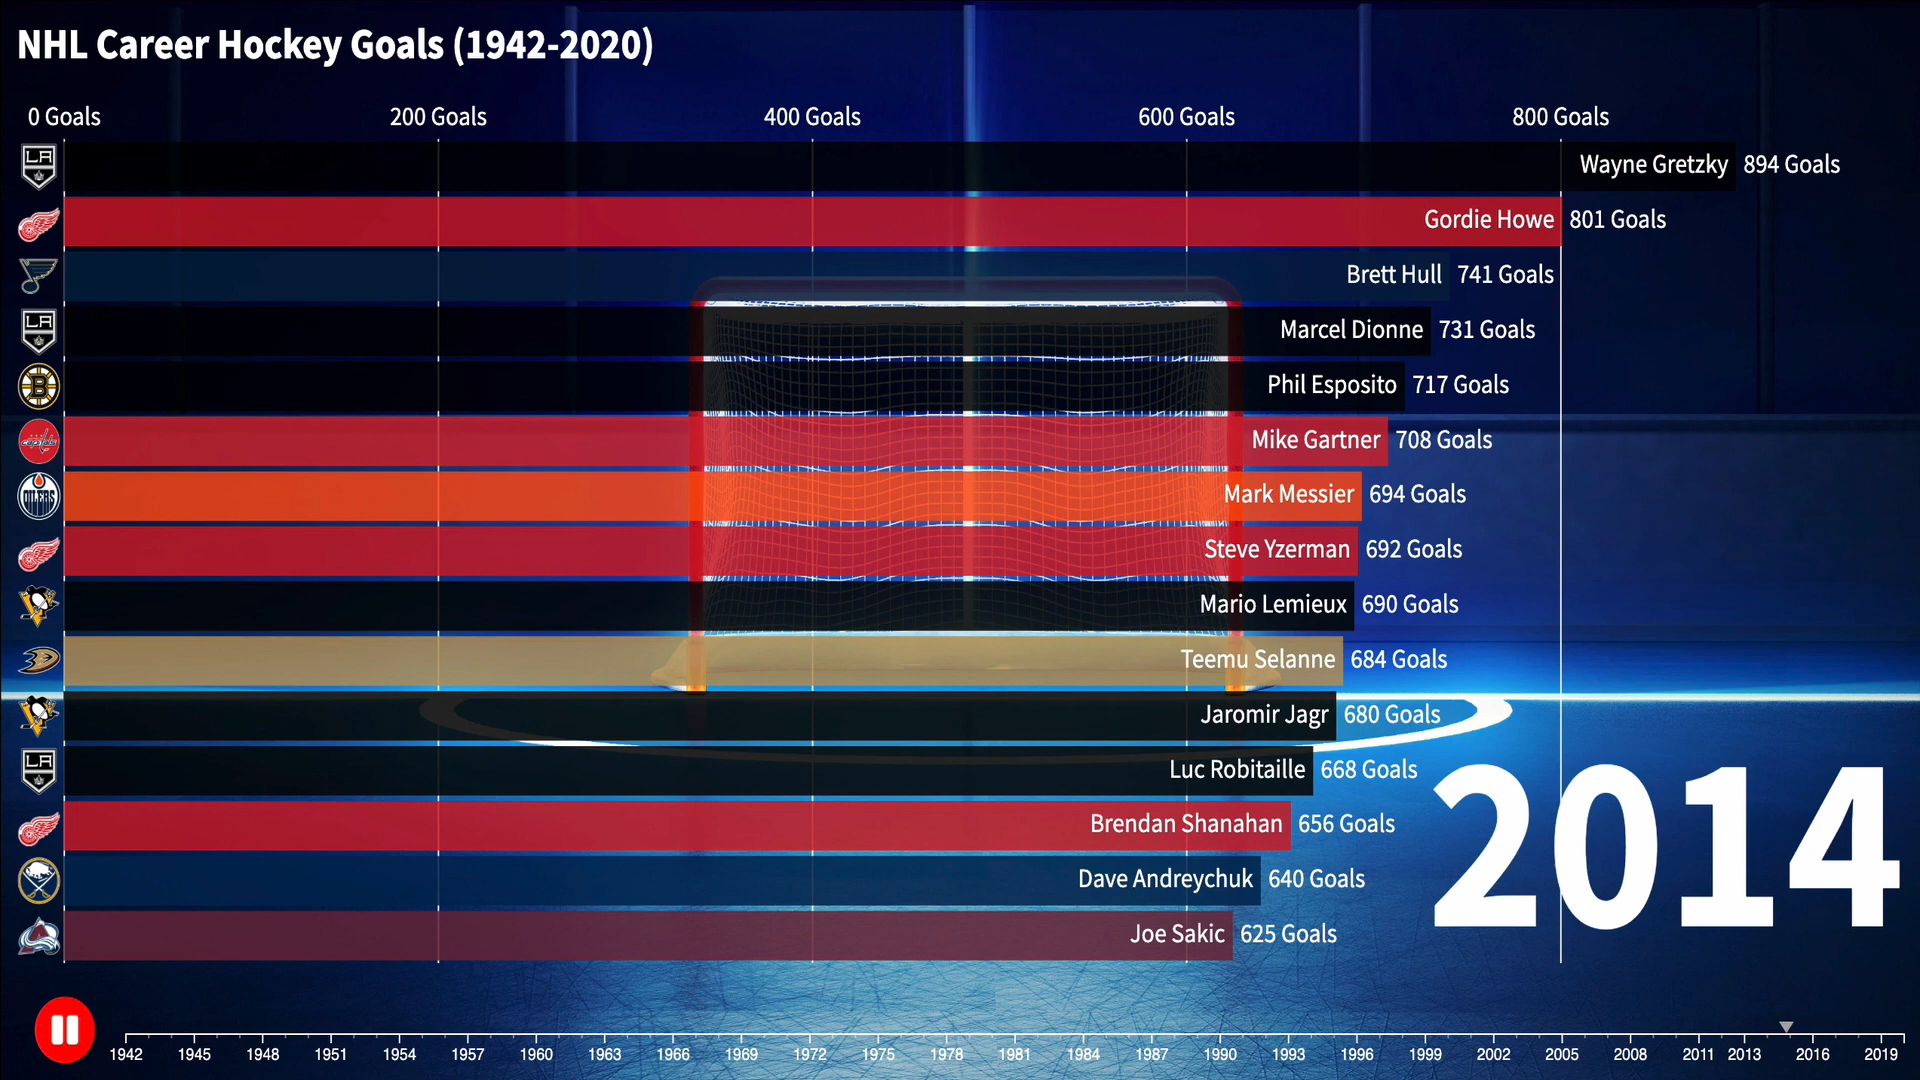 NHL Career Hockey Goals (1942-2020)
0 Goals 200 Goals 400 Goals 600 Goals 800 Goals
LA Wayne Gretzky 894 Goals
Gordie Howe 801 Goals
Brett Hull 741 Goals
LA Marcel Dionne 731 Goals
B Phil Esposito 717 Goals
capitals Mike Gartner 708 Goals
OILERS Mark Messier 694 Goals
Steve Yzerman 692 Goals
Mario Lemieux 690 Goals
Teemu Selanne 684 Goals
Jaromir Jagr 680 Goals
LA Luc Robitaille 668 Goals
Brendan Shanahan 656 Goals
Dave Andreychuk 640 Goals
Joe Sakic 625 Goals
2014
1942 1945 1948 1951 1954 1957 1960 1963 1966 1969 1972 1975 1978 1981 1984 1987 1990 1993 1996 1999 2002 2005 2008 2011 2013 2016 2019